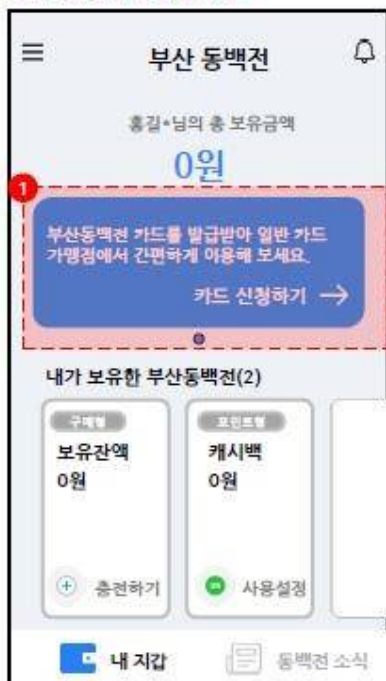 부산 동백전
홍길*님의 총 보유금액
0원
1
부산동백전 카드를 발급받아 일반 카드
가맹점에서 간편하게 이용해 보세요.
카드 신청하기 →
내가 보유한 부산동백전(2)
구매형 포인트형
보유잔액 캐시백
0원 0원
충전하기 사용설정
내 지갑 동백전 소식